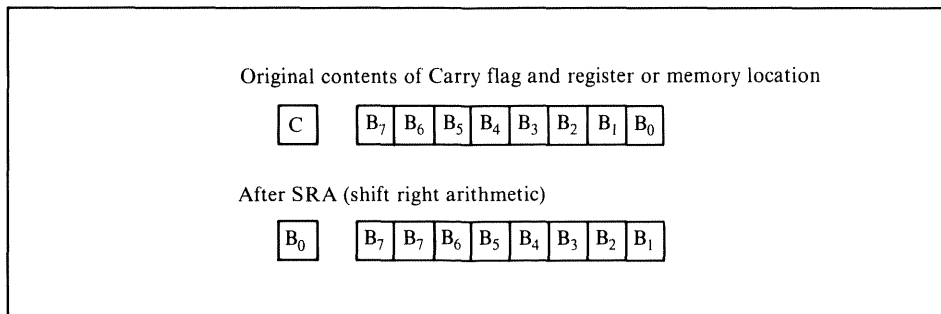 Original contents of Carry flag and register or memory location
C B₇ B₆ B₅ B₄ B₃ B₂ B₁ B₀
After SRA (shift right arithmetic)
B₀ B₇ B₇ B₆ B₅ B₄ B₃ B₂ B₁